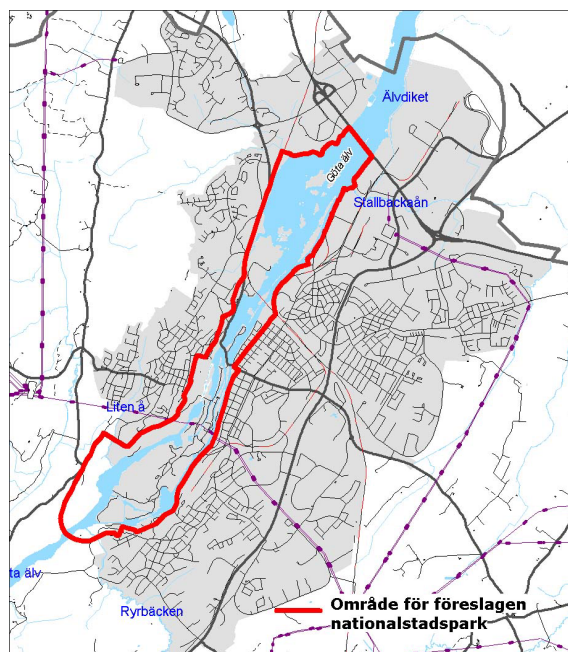 Älvdiket
Göta älv
Stallbackaån
Liten å
ta älv
Ryrbäcken
Område för föreslagen
nationalstadspark